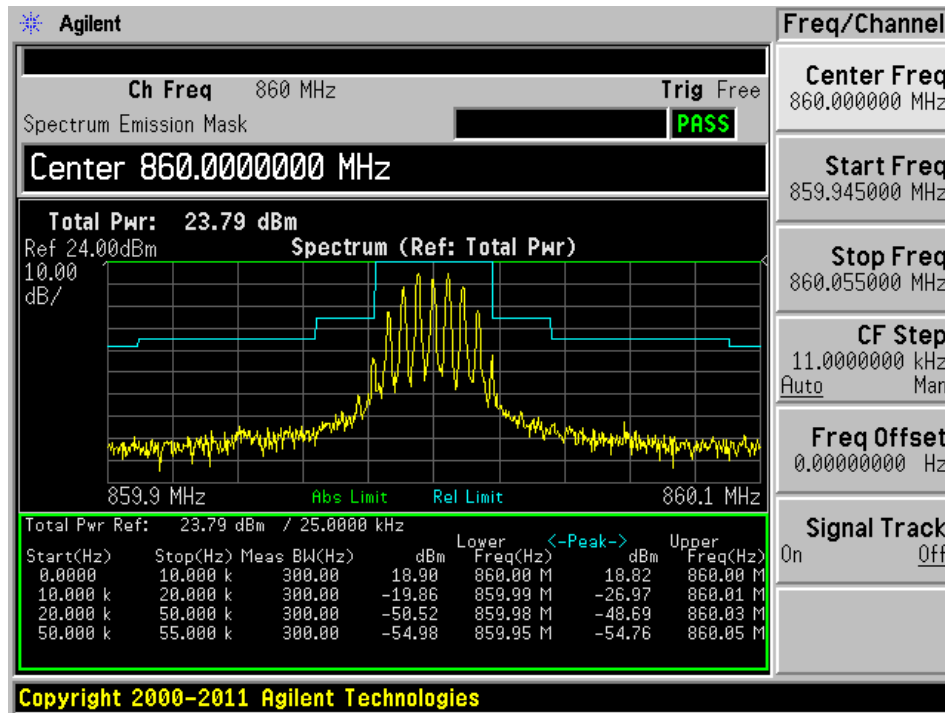 Agilent
Freq/Channel
Ch Freq 860 MHz Trig Free
Spectrum Emission Mask PASS
Center 860.0000000 MHz
Total Pwr: 23.79 dBm
Ref 24.00dBm Spectrum (Ref: Total Pwr)
10.00
dB/
859.9 MHz Abs Limit Rel Limit 860.1 MHz
Total Pwr Ref: 23.79 dBm / 25.0000 kHz
Lower <-Peak-> Upper
Start(Hz) Stop(Hz) Meas BW(Hz) dBm Freq(Hz) dBm Freq(Hz)
0.0000 10.000 k 300.00 18.90 860.00 M 18.82 860.00 M
10.000 k 20.000 k 300.00 -19.86 859.99 M -26.97 860.01 M
20.000 k 50.000 k 300.00 -50.52 859.98 M -48.69 860.03 M
50.000 k 55.000 k 300.00 -54.98 859.95 M -54.76 860.05 M
Center Freq
860.000000 MHz
Start Freq
859.945000 MHz
Stop Freq
860.055000 MHz
CF Step
11.0000000 kHz
Auto Man
Freq Offset
0.00000000 Hz
Signal Track
On Off
Copyright 2000-2011 Agilent Technologies